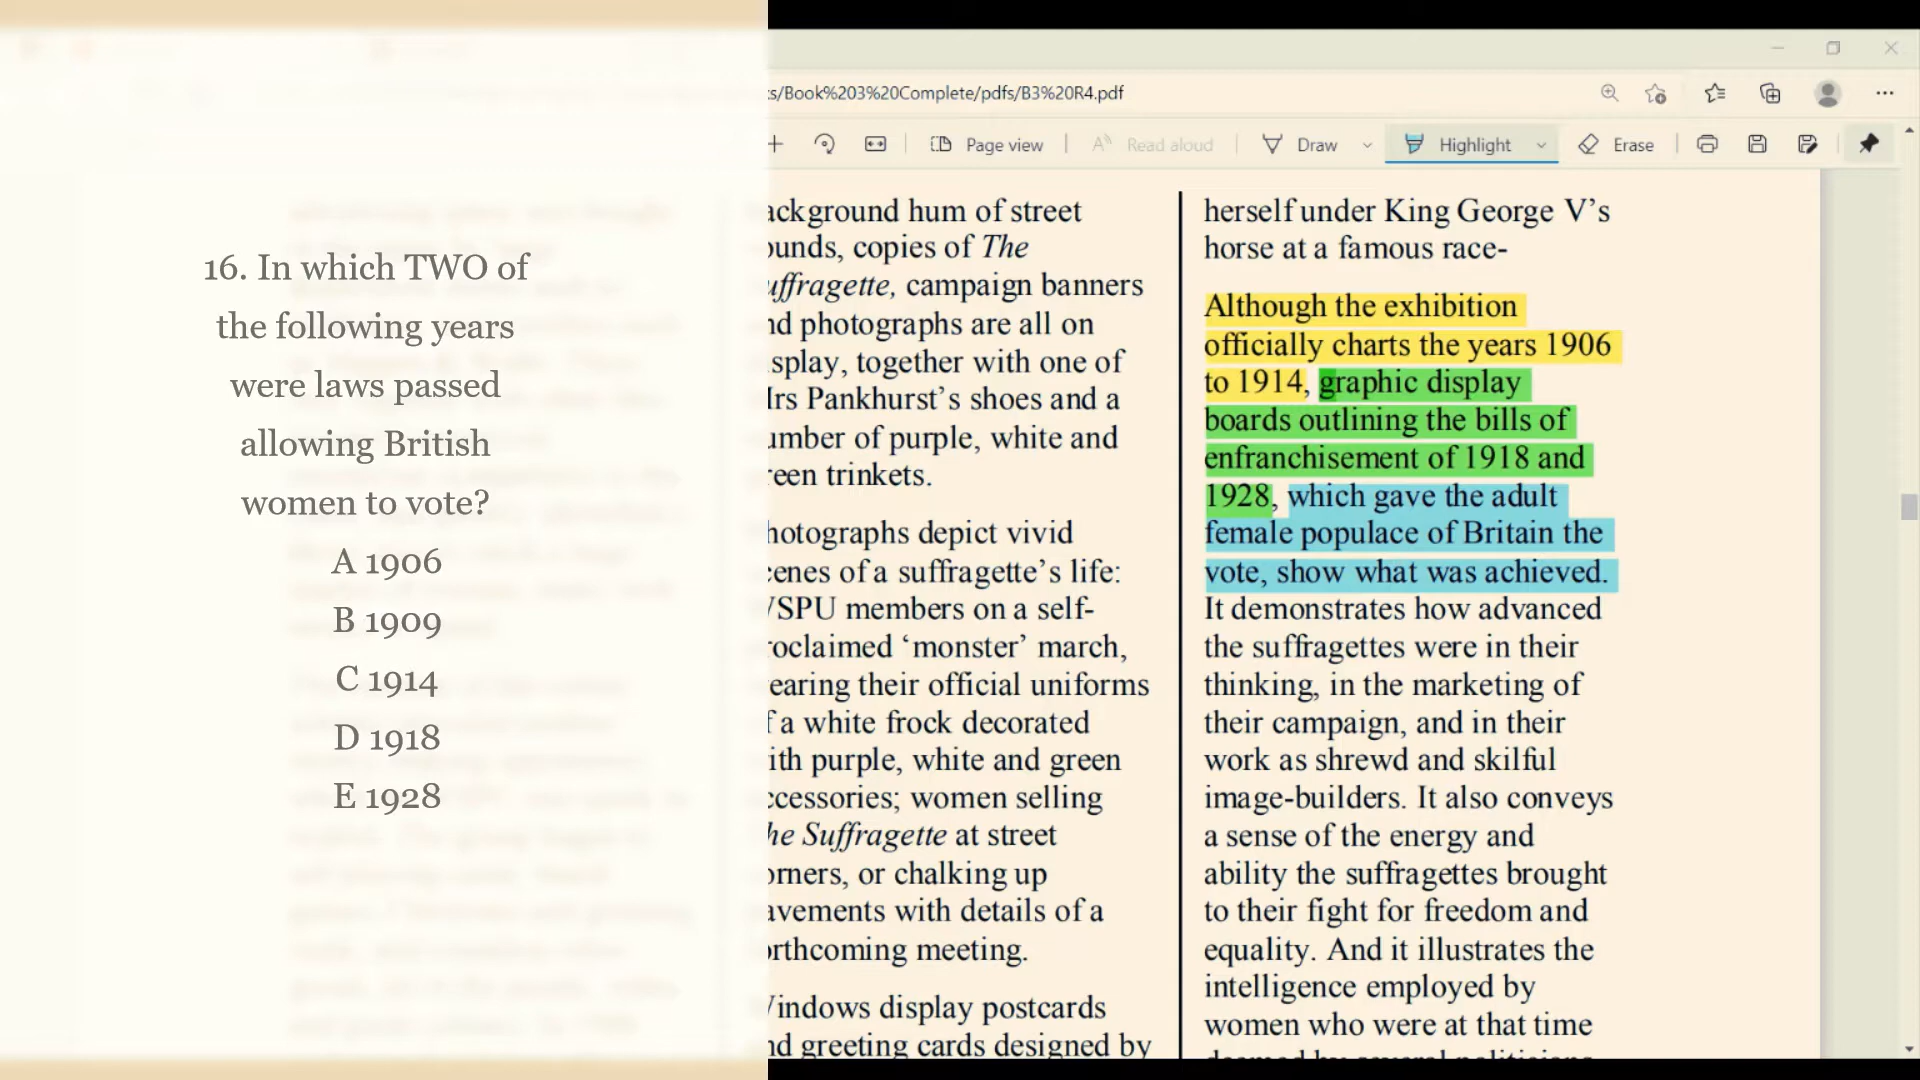 16. In which TWO of
the following years
were laws passed
allowing British
women to vote?
A 1906
B 1909
C 1914
D 1918
E 1928
s/Book%203%20Complete/pdfs/B3%20R4.pdf
Page view
Read aloud
Draw
Highlight
Erase
ackground hum of street
ounds, copies of The
uffragette, campaign banners
nd photographs are all on
splay, together with one of
Mrs Pankhurst’s shoes and a
umber of purple, white and
reen trinkets.
hotographs depict vivid
cenes of a suffragette’s life:
WSPU members on a self-
roclaimed ‘monster’ march,
earing their official uniforms
f a white frock decorated
ith purple, white and green
ccessories; women selling
The Suffragette at street
orners, or chalking up
avements with details of a
orthcoming meeting.
Windows display postcards
nd greeting cards designed by
herself under King George V’s
horse at a famous race-
Although the exhibition
officially charts the years 1906
to 1914, graphic display
boards outlining the bills of
enfranchisement of 1918 and
1928, which gave the adult
female populace of Britain the
vote, show what was achieved.
It demonstrates how advanced
the suffragettes were in their
thinking, in the marketing of
their campaign, and in their
work as shrewd and skilful
image-builders. It also conveys
a sense of the energy and
ability the suffragettes brought
to their fight for freedom and
equality. And it illustrates the
intelligence employed by
women who were at that time